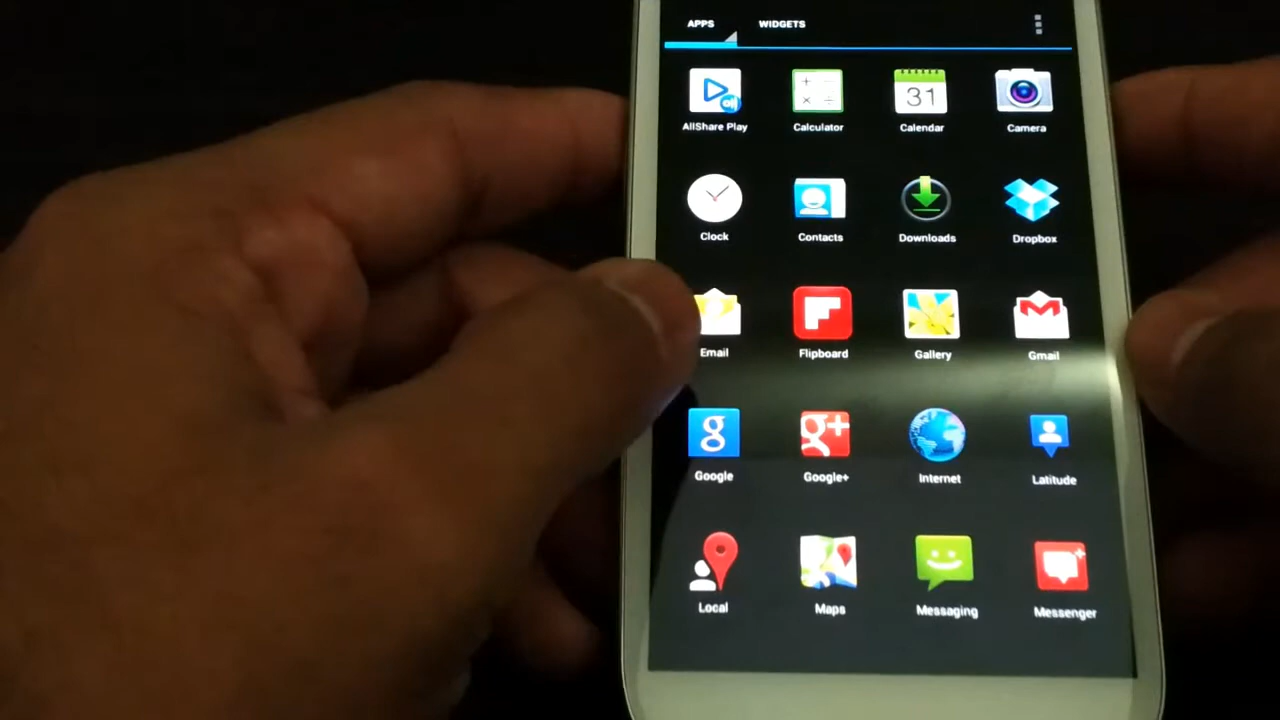 APPS WIDGETS
AllShare Play Calculator 31 Calendar Camera
Clock Contacts Downloads Dropbox
Email Flipboard Gallery Gmail
g Google g+ Google+ Internet Latitude
Local Maps Messaging Messenger